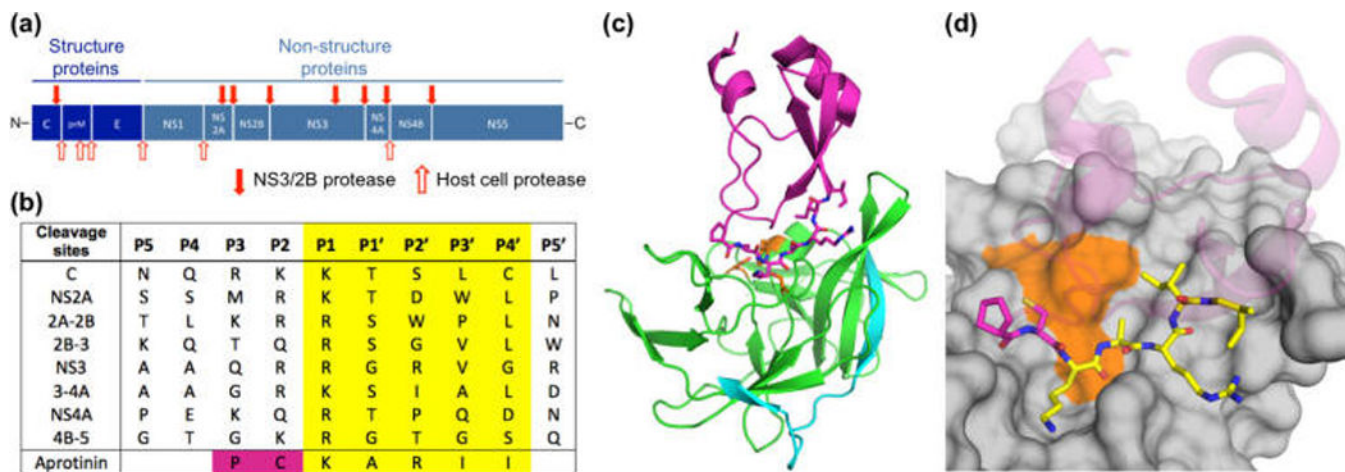 (a)
Structure proteins
Non-structure proteins
N- C prM E NS1 NS 2A NS2B NS3 NS 4A NS4B NS5 -C
NS3/2B protease Host cell protease
(b)
Cleavage sites P5 P4 P3 P2 P1 P1' P2' P3' P4' P5'
C N Q R K K T S L C L
NS2A S S M R K T D W L P
2A-2B T L K R R S W P L N
2B-3 K Q T Q R S G V L W
NS3 A A Q R R G R V G R
3-4A A A G R K S I A L D
NS4A P E K Q R T P Q D N
4B-5 G T G K R G T G S Q
Aprotinin P C K A R I I
(c)
(d)